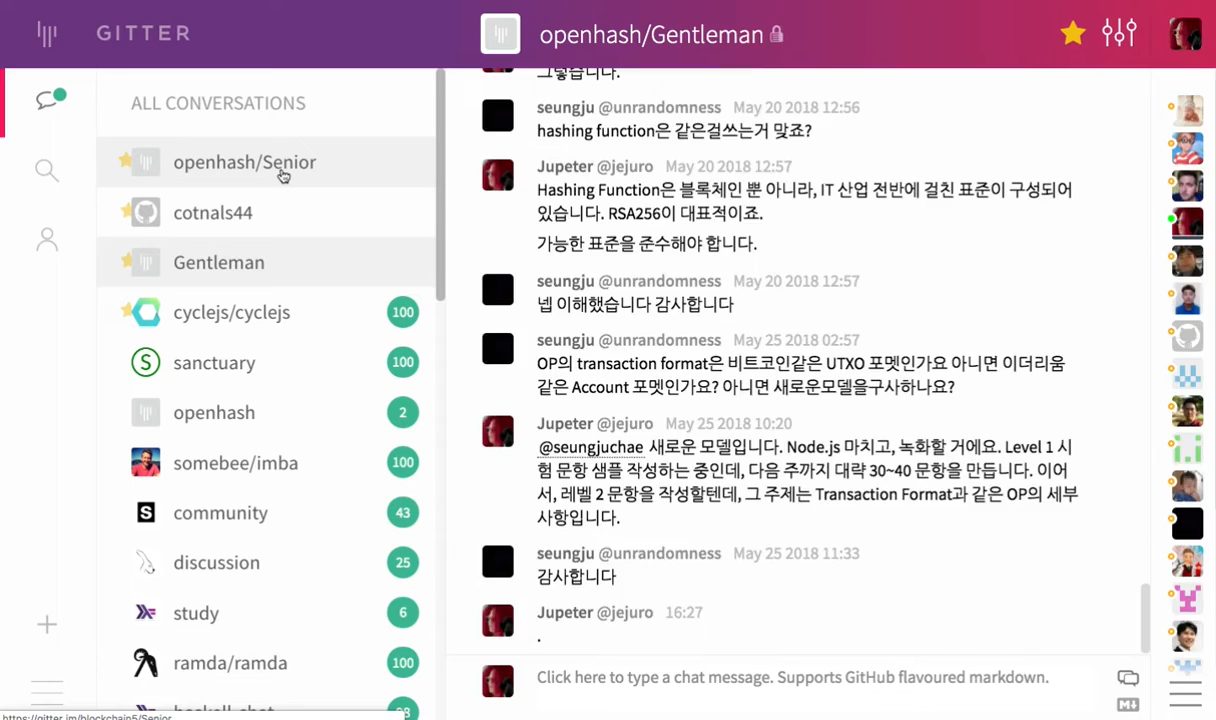 GITTER
openhash/Gentleman
ALL CONVERSATIONS
openhash/Senior
cotnals44
Gentleman
cyclejs/cyclejs
100
sanctuary
100
openhash
2
somebee/imba
100
community
43
discussion
25
study
6
ramda/ramda
100
haskell-chat
https://gitter.im/blockchain5/Senior
그렇습니다.
seungju @unrandomness May 20 2018 12:56
hashing function은 같은걸쓰는거 맞죠?
Jupeter @jejuro May 20 2018 12:57
Hashing Function은 블록체인 뿐 아니라, IT 산업 전반에 걸친 표준이 구성되어
있습니다. RSA256이 대표적이죠.
가능한 표준을 준수해야 합니다.
seungju @unrandomness May 20 2018 12:57
넵 이해했습니다 감사합니다
seungju @unrandomness May 25 2018 02:57
OP의 transaction format은 비트코인같은 UTXO 포멧인가요 아니면 이더리움
같은 Account 포멧인가요? 아니면 새로운모델을구사하나요?
Jupeter @jejuro May 25 2018 10:20
@seungjuchae 새로운 모델입니다. Node.js 마치고, 녹화할 거에요. Level 1 시
험 문항 샘플 작성하는 중인데, 다음 주까지 대략 30~40 문항을 만듭니다. 이어
서, 레벨 2 문항을 작성할텐데, 그 주제는 Transaction Format과 같은 OP의 세부
사항입니다.
seungju @unrandomness May 25 2018 11:33
감사합니다
Jupeter @jejuro 16:27
.
Click here to type a chat message. Supports GitHub flavoured markdown.